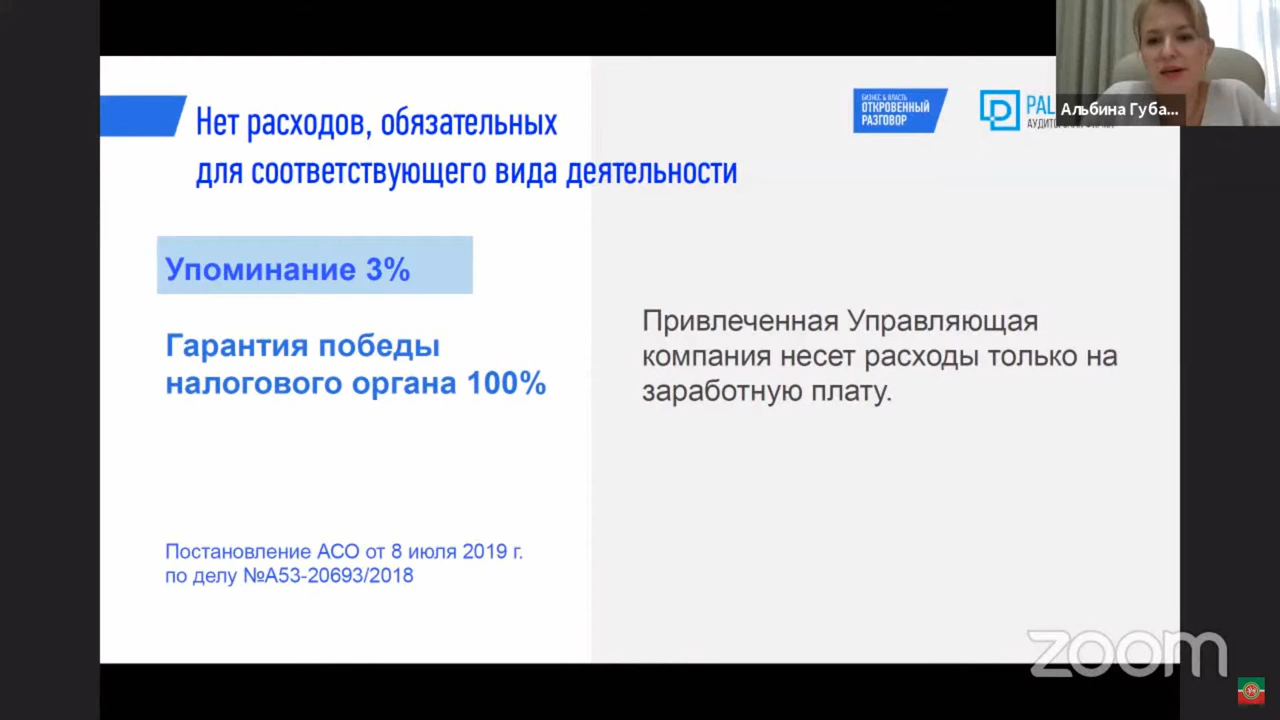 Нет расходов, обязательных
для соответствующего вида деятельности
БИЗНЕС & ВЛАСТЬ
ОТКРОВЕННЫЙ
РАЗГОВОР
PAL
Альбина Губа...
Упоминание 3%
Гарантия победы
налогового органа 100%
Привлеченная Управляющая
компания несет расходы только на
заработную плату.
Постановление АСО от 8 июля 2019 г.
по делу №А53-20693/2018
zoom